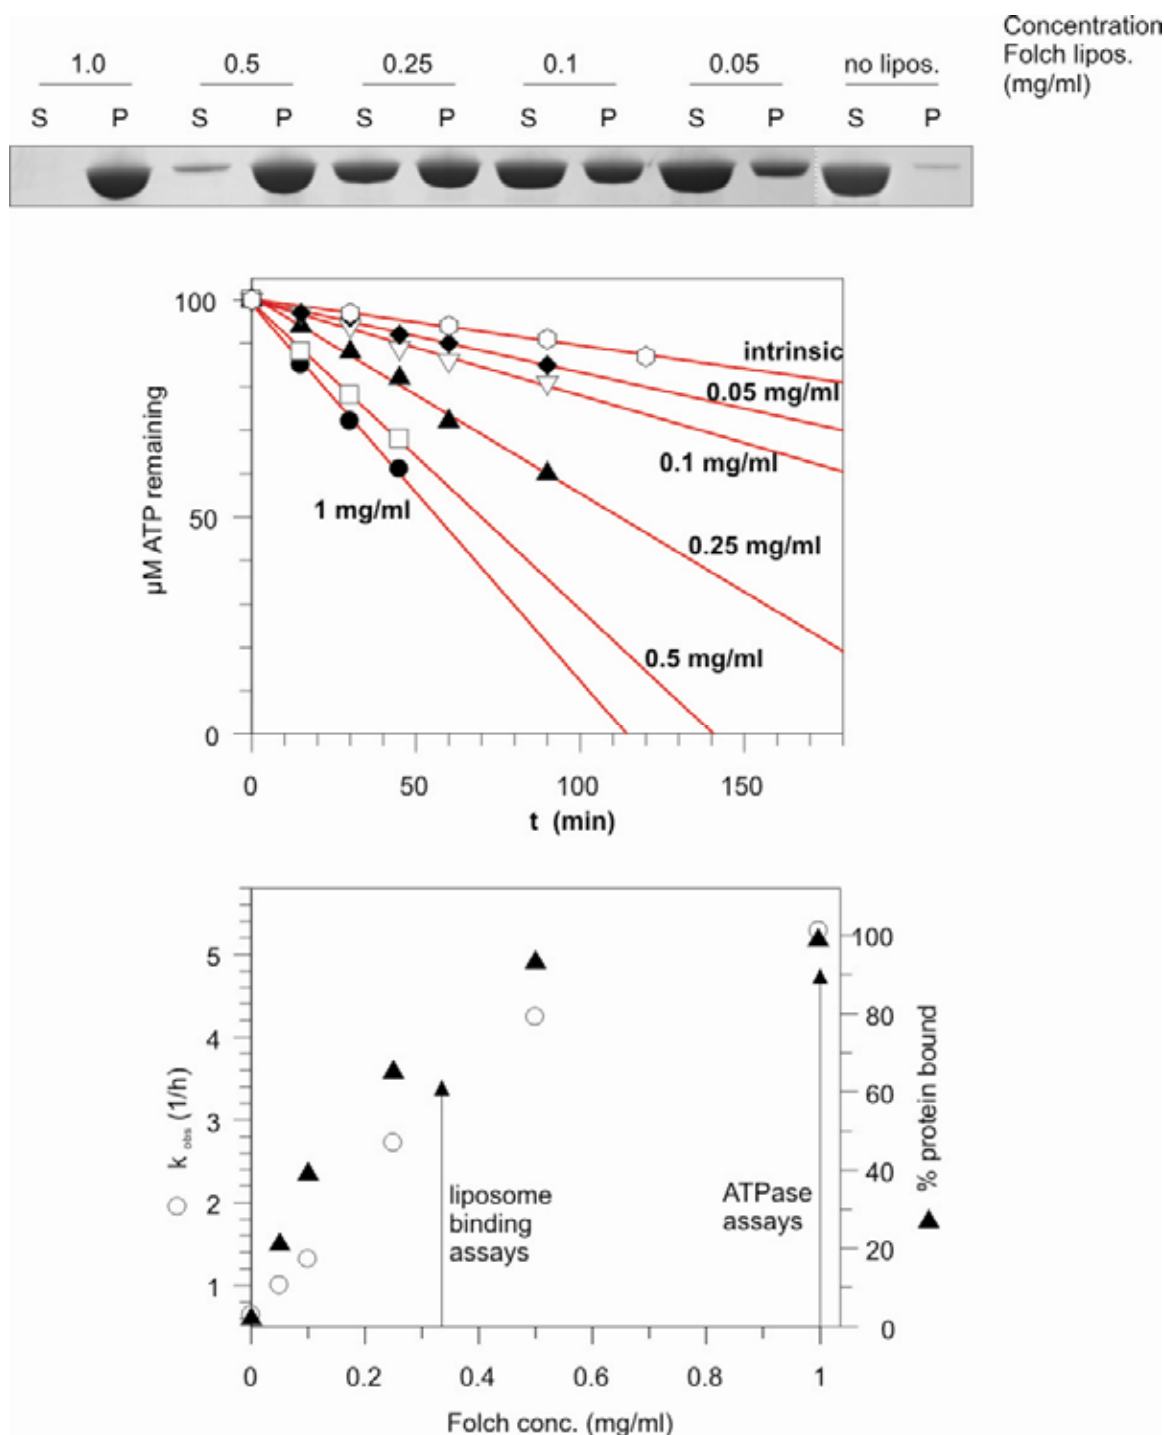 Concentration
Folch lipos.
(mg/ml)
1.0 0.5 0.25 0.1 0.05 no lipos.
S P S P S P S P S P S P
100
50
0
µM ATP remaining
intrinsic
0.05 mg/ml
0.1 mg/ml
0.25 mg/ml
0.5 mg/ml
1 mg/ml
0 50 100 150
t (min)
5
4
3
2
1
k obs (1/h)
100
80
60
40
20
0
% protein bound
liposome
binding
assays
ATPase
assays
0 0.2 0.4 0.6 0.8 1
Folch conc. (mg/ml)